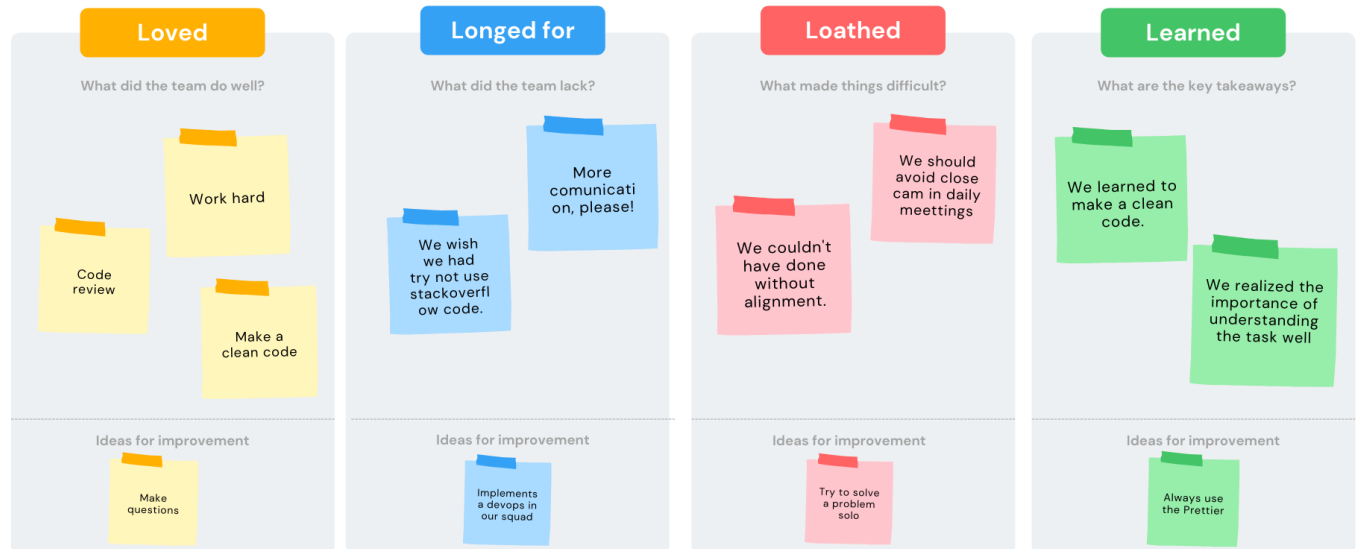 Loved
What did the team do well?
Work hard
Code
review
Make a
clean code
Ideas for improvement
Make
questions
Longed for
What did the team lack?
More
comunicati
on, please!
We wish
we had
try not use
stackoverfl
ow code.
Ideas for improvement
Implements
a devops in
our squad
Loathed
What made things difficult?
We should
avoid close
cam in daily
meettings
We couldn't
have done
without
alignment.
Ideas for improvement
Try to solve
a problem
solo
Learned
What are the key takeaways?
We learned to
make a clean
code.
We realized the
importance of
understanding
the task well
Ideas for improvement
Always use
the Prettier